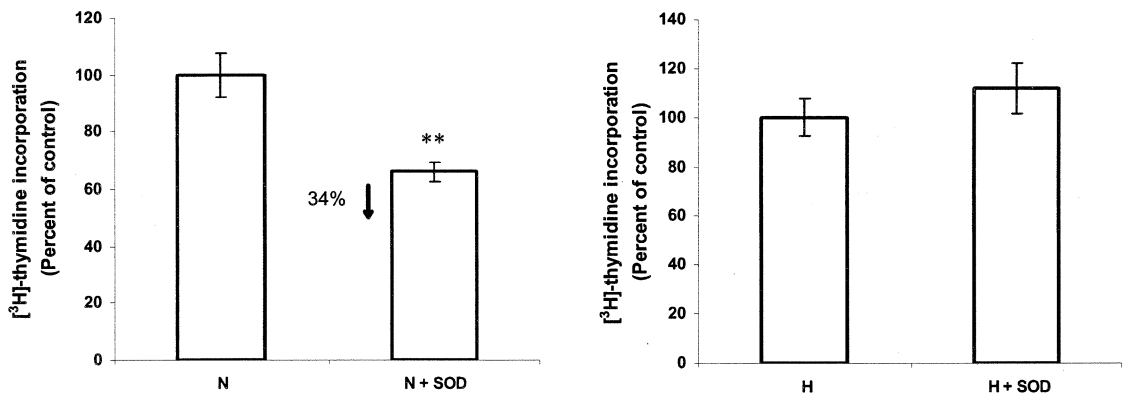 [³H]-thymidine incorporation
(Percent of control)
120
100
80
60
40
20
0
**
34%
N
N + SOD
[³H]-thymidine incorporation
(Percent of control)
140
120
100
80
60
40
20
0
H
H + SOD